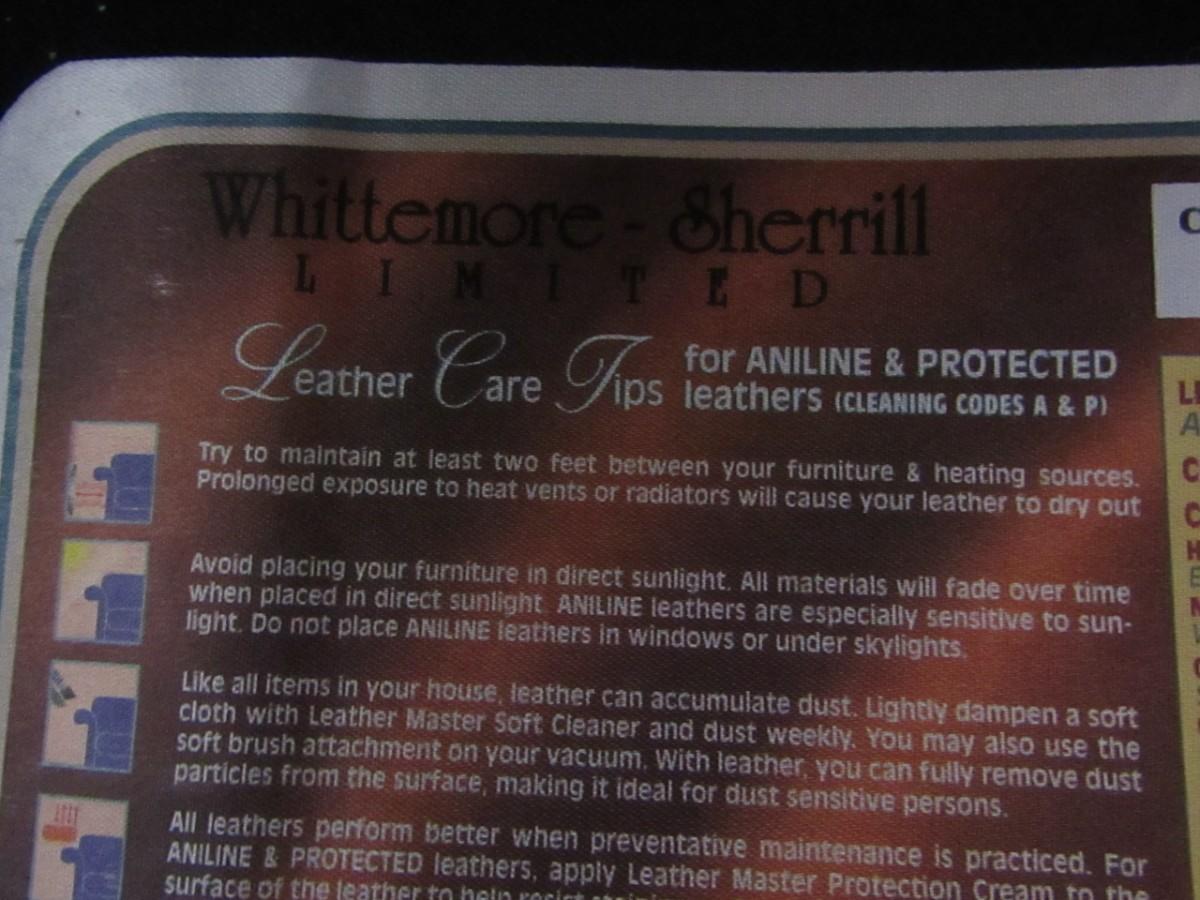 Whittemore - Sherrill
LIMITED
Leather Care Tips for ANILINE & PROTECTED
leathers (CLEANING CODES A & P)
Try to maintain at least two feet between your furniture & heating sources.
Prolonged exposure to heat vents or radiators will cause your leather to dry out
Avoid placing your furniture in direct sunlight. All materials will fade over time
when placed in direct sunlight. ANILINE leathers are especially sensitive to sun-
light. Do not place ANILINE leathers in windows or under skylights.
Like all items in your house, leather can accumulate dust. Lightly dampen a soft
cloth with Leather Master Soft Cleaner and dust weekly. You may also use the
soft brush attachment on your vacuum. With leather, you can fully remove dust
particles from the surface, making it ideal for dust sensitive persons.
All leathers perform better when preventative maintenance is practiced. For
ANILINE & PROTECTED leathers, apply Leather Master Protection Cream to the
surface of the leather to help resist